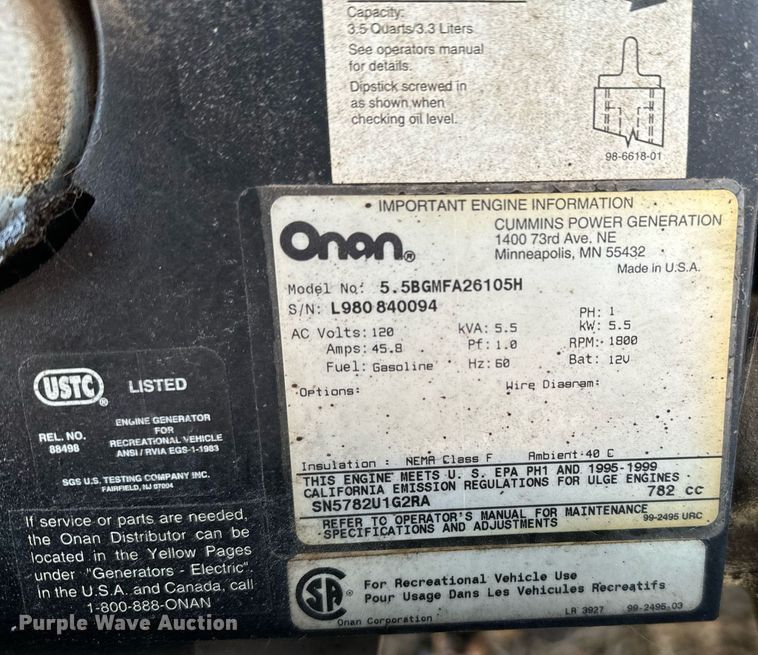 Capacity:
3.5 Quarts/3.3 Liters
See operators manual
for details.
Dipstick screwed in
as shown when
checking oil level.
98-6618-01
IMPORTANT ENGINE INFORMATION
Onan®
CUMMINS POWER GENERATION
1400 73rd Ave. NE
Minneapolis, MN 55432
Made in U.S.A.
Model No: 5.5BGMFA26105H
S/N: L980840094
AC Volts: 120 kVA: 5.5 PH: 1
Amps: 45.8 Pf: 1.0 kW: 5.5
Fuel: Gasoline Hz: 60 RPM: 1800
Bat: 12V
Options: Wire Diagram:
Insulation: NEMA Class F Ambient 40 C
THIS ENGINE MEETS U. S. EPA PH1 AND 1995-1999
CALIFORNIA EMISSION REGULATIONS FOR ULGE ENGINES
SN5782U1G2RA 782 cc
REFER TO OPERATOR'S MANUAL FOR MAINTENANCE
SPECIFICATIONS AND ADJUSTMENTS 99-2495 URC
USTC® LISTED
REL. NO.
88498
ENGINE GENERATOR
FOR
RECREATIONAL VEHICLE
ANSI / RVIA EGS-1-1983
SGS U.S. TESTING COMPANY INC.
FAIRFIELD, NJ 07004
If service or parts are needed,
the Onan Distributor can be
located in the Yellow Pages
under "Generators - Electric".
In the U.S.A. and Canada, call
1-800-888-ONAN
SA®
For Recreational Vehicle Use
Pour Usage Dans Les Vehicules Recreatifs
Onan Corporation LR 3927 99-2495-03
Purple Wave Auction